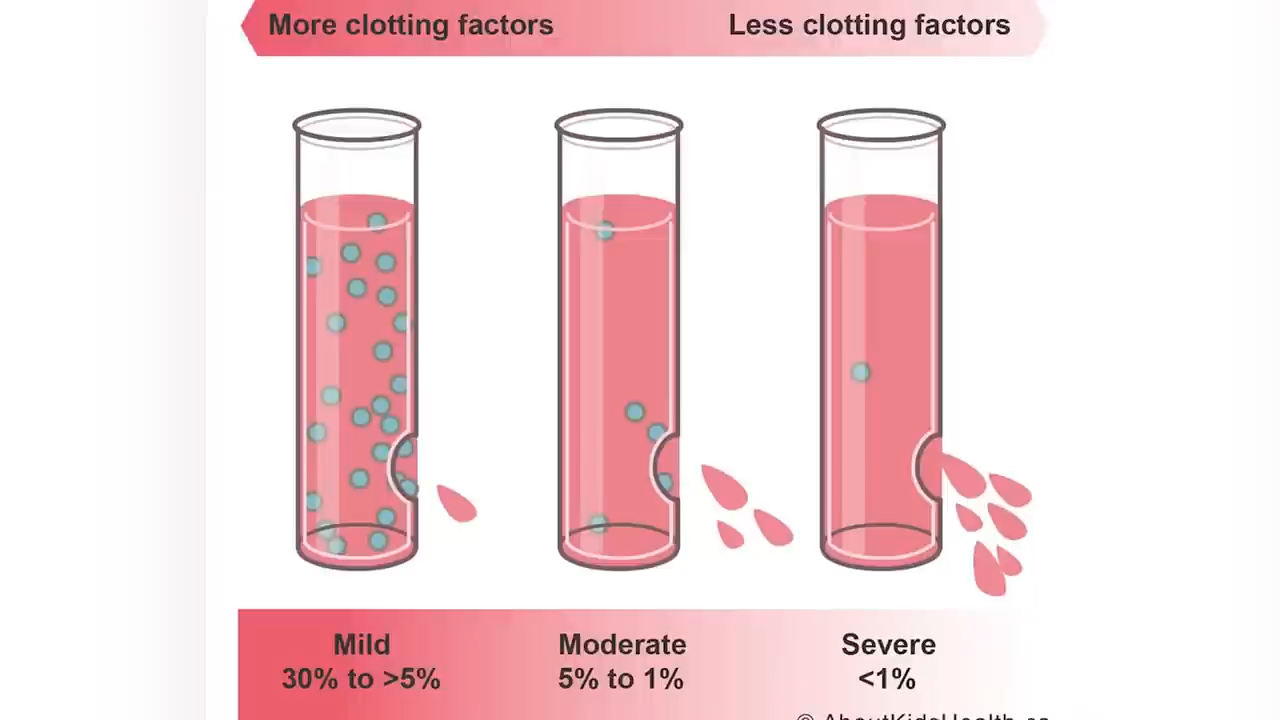 More clotting factors
Less clotting factors
Mild
30% to >5%
Moderate
5% to 1%
Severe
<1%